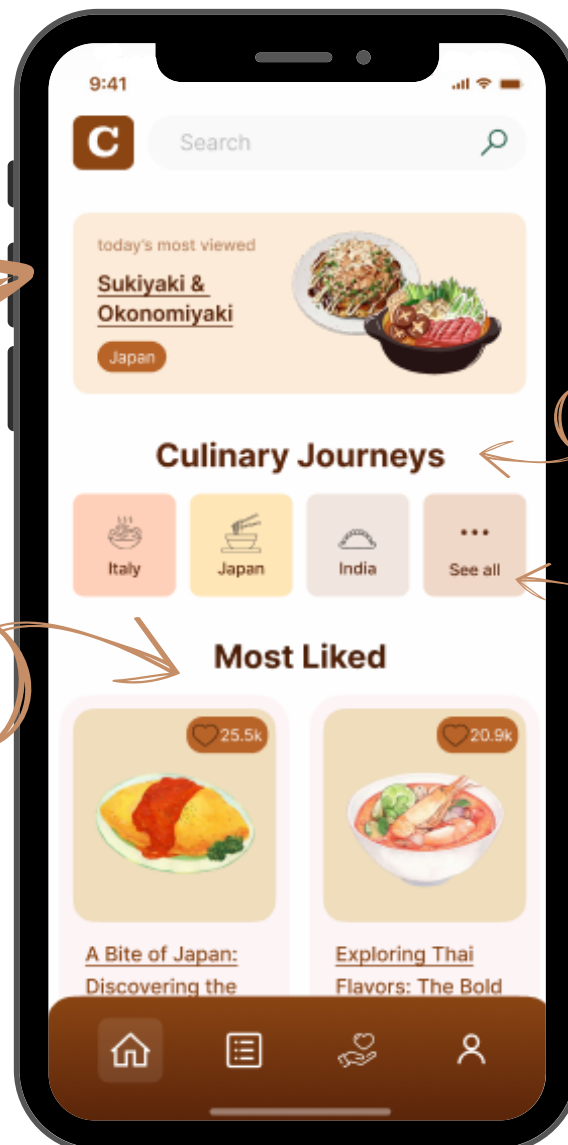 9:41
C
Search
today's most viewed
Sukiyaki &
Okonomiyaki
Japan
Culinary Journeys
Italy
Japan
India
See all
Most Liked
25.5k
20.9k
A Bite of Japan:
Discovering the
Exploring Thai
Flavors: The Bold